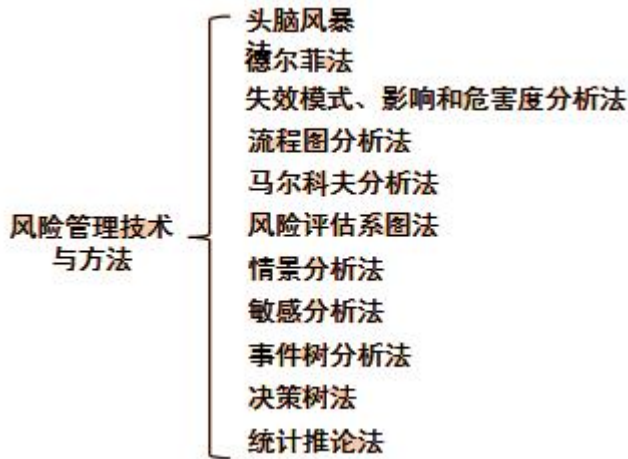 头脑风暴
法
德尔菲法
失效模式、影响和危害度分析法
流程图分析法
马尔科夫分析法
风险管理技术
与方法
风险评估系图法
情景分析法
敏感分析法
事件树分析法
决策树法
统计推论法